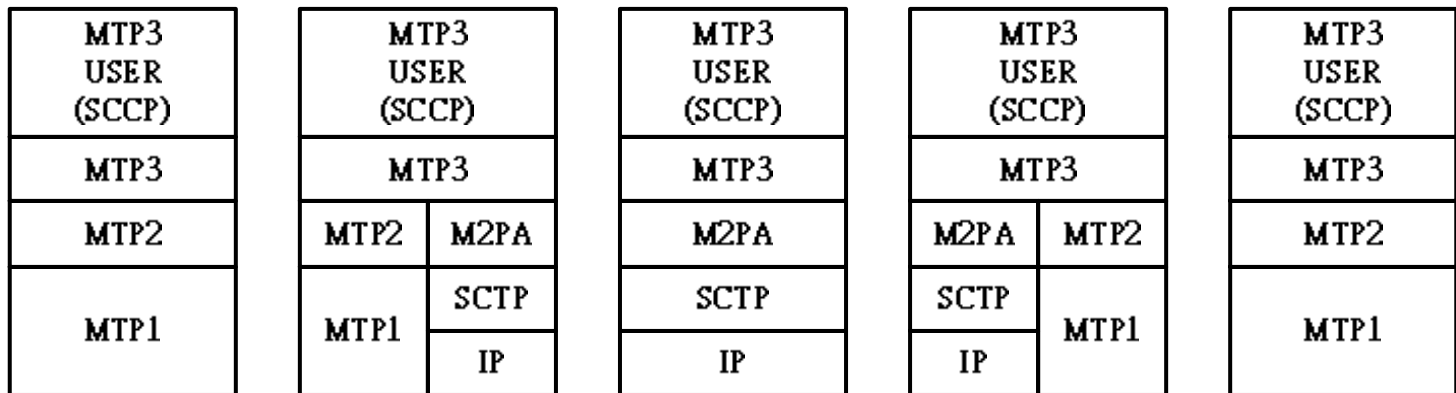 MTP3 USER (SCCP)
MTP3
MTP2
MTP1
MTP3 USER (SCCP)
MTP3
MTP2 M2PA
MTP1
SCTP
IP
MTP3 USER (SCCP)
MTP3
M2PA
SCTP
IP
MTP3 USER (SCCP)
MTP3
M2PA MTP2
SCTP
IP
MTP1
MTP3 USER (SCCP)
MTP3
MTP2
MTP1